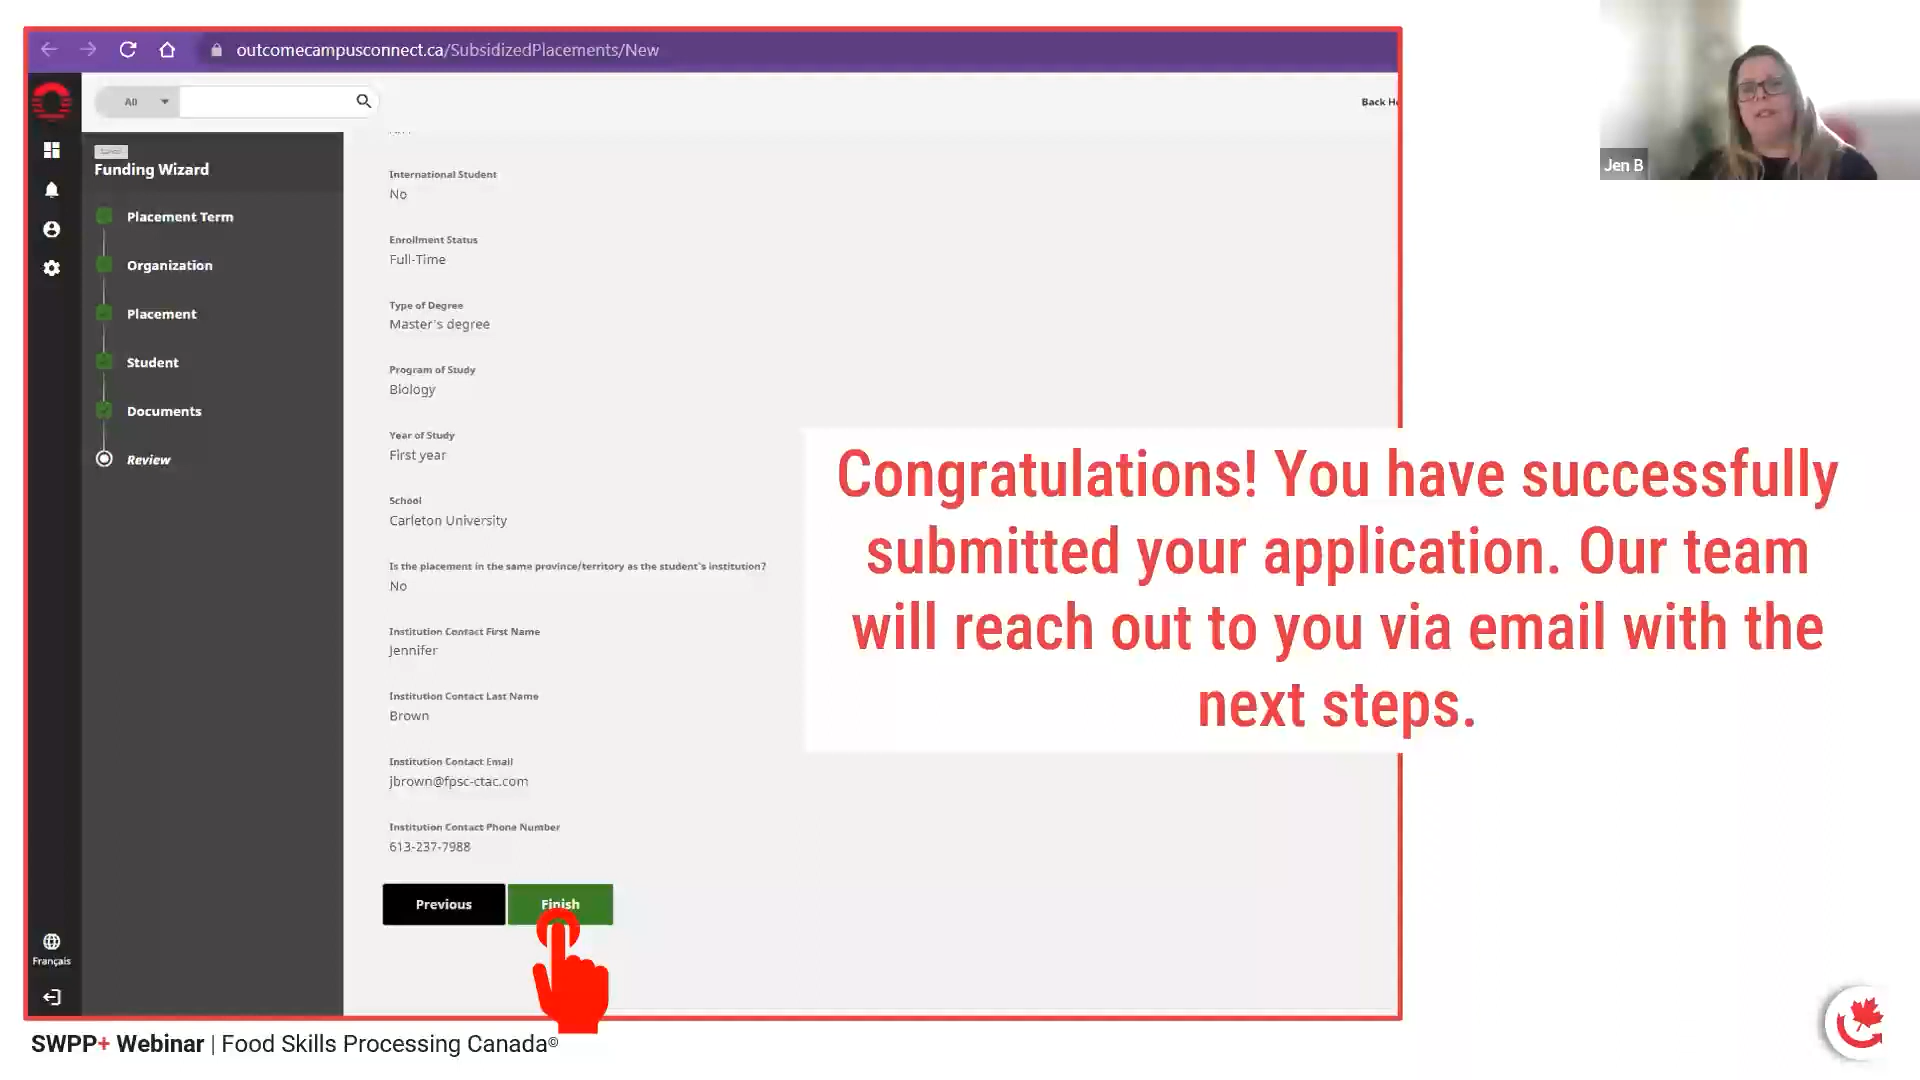 outcomecampusconnect.ca/SubsidizedPlacements/New
All
Back H
Funding Wizard
Placement Term
Organization
Placement
Student
Documents
Review
Français
International Student
No
Enrollment Status
Full-Time
Type of Degree
Master's degree
Program of Study
Biology
Year of Study
First year
School
Carleton University
Is the placement in the same province/territory as the student's institution?
No
Institution Contact First Name
Jennifer
Institution Contact Last Name
Brown
Institution Contact Email
jbrown@fpsc-ctac.com
Institution Contact Phone Number
613-237-7988
Previous
Finish
Congratulations! You have successfully
submitted your application. Our team
will reach out to you via email with the
next steps.
Jen B
SWPP+ Webinar | Food Skills Processing Canada©